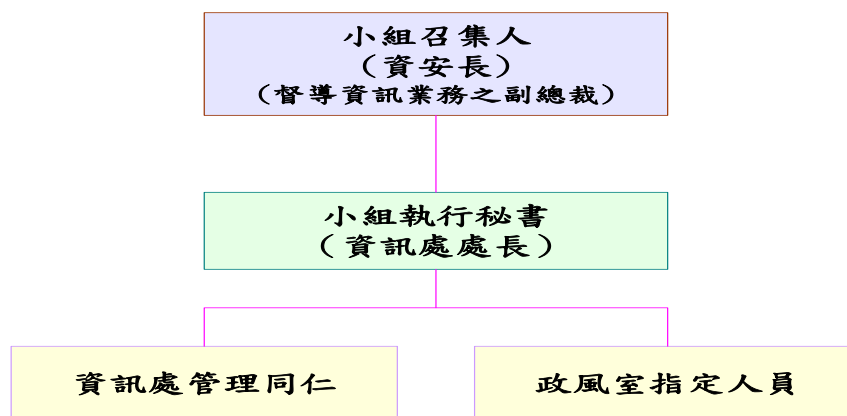 小組召集人
（資安長）
（督導資訊業務之副總裁）
小組執行秘書
（資訊處處長）
資訊處管理同仁
政風室指定人員